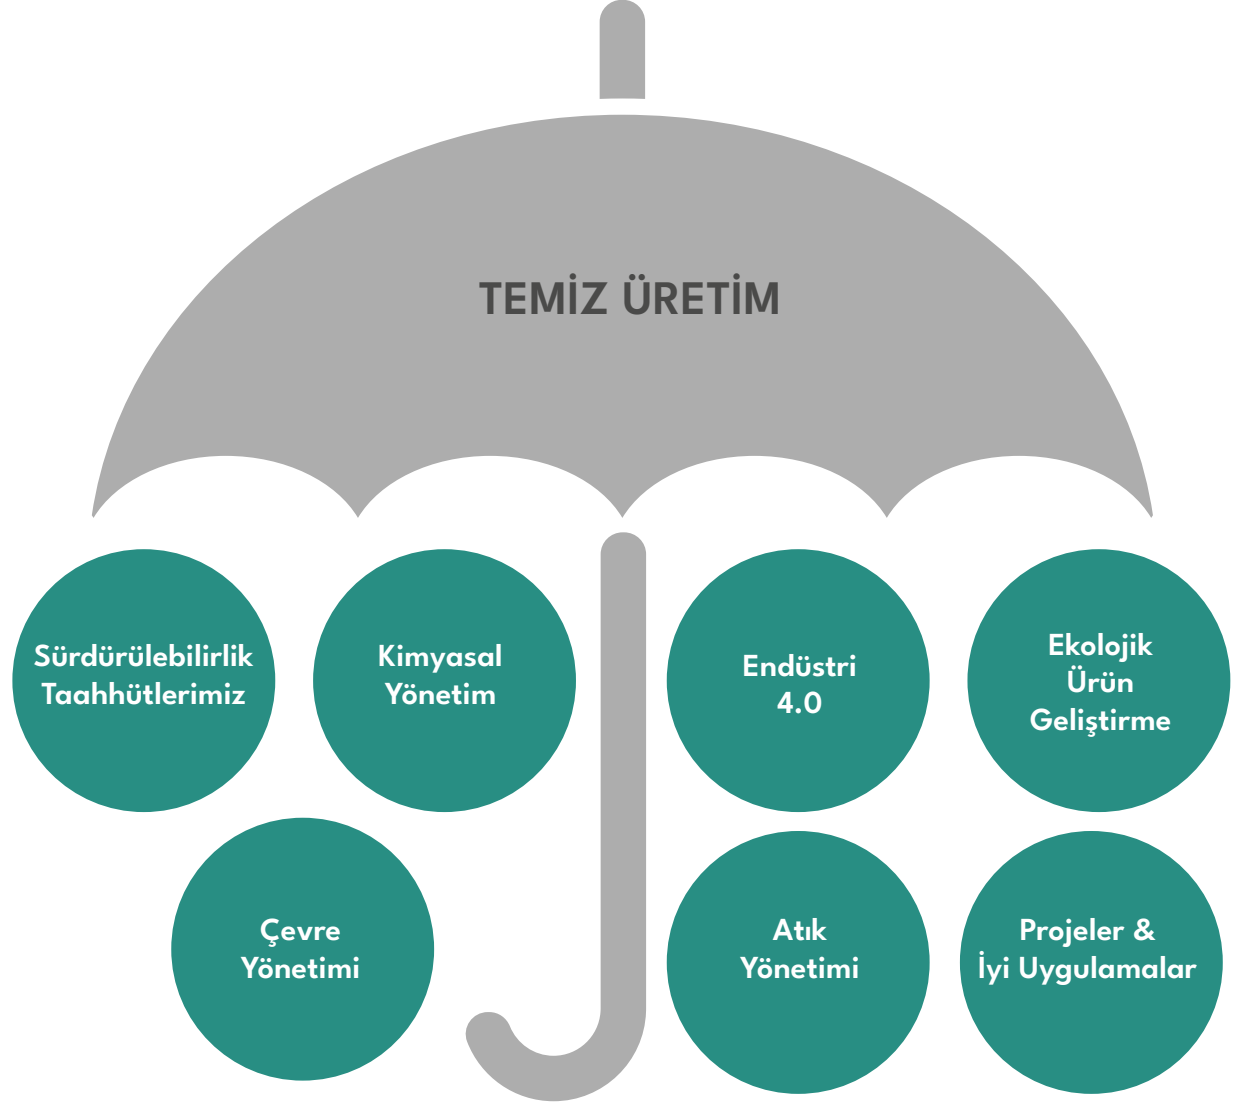 TEMİZ ÜRETİM
Sürdürülebilirlik
Taahhütlerimiz
Kimyasal
Yönetim
Endüstri
4.0
Ekolojik
Ürün
Geliştirme
Çevre
Yönetimi
Atık
Yönetimi
Projeler &
İyi Uygulamalar